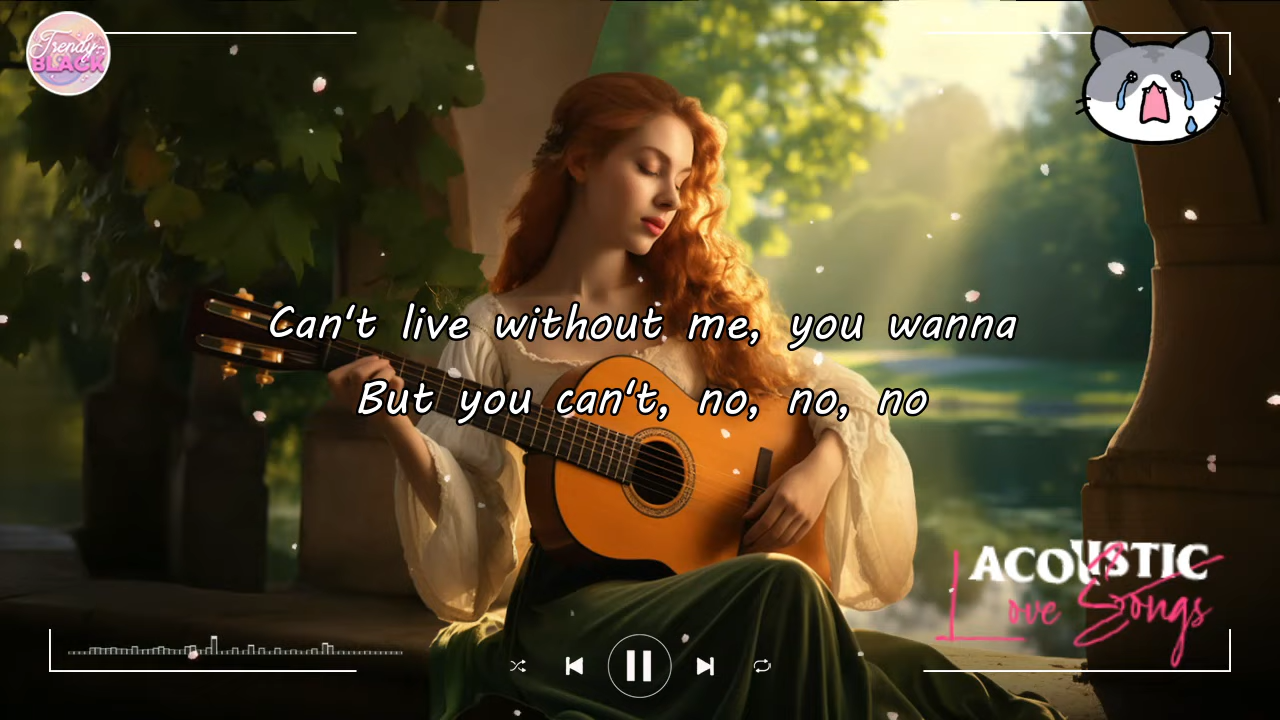 Trendy
BLACK
Can't live without me, you wanna
But you can't, no, no, no
ACOUSTIC
Love Songs